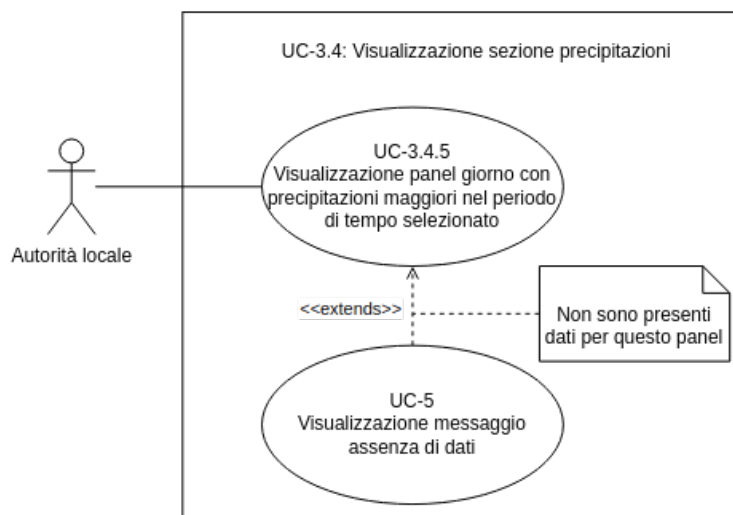 UC-3.4: Visualizzazione sezione precipitazioni
UC-3.4.5
Visualizzazione panel giorno con
precipitazioni maggiori nel periodo
di tempo selezionato
Autorità locale
<<extends>>
Non sono presenti
dati per questo panel
UC-5
Visualizzazione messaggio
assenza di dati